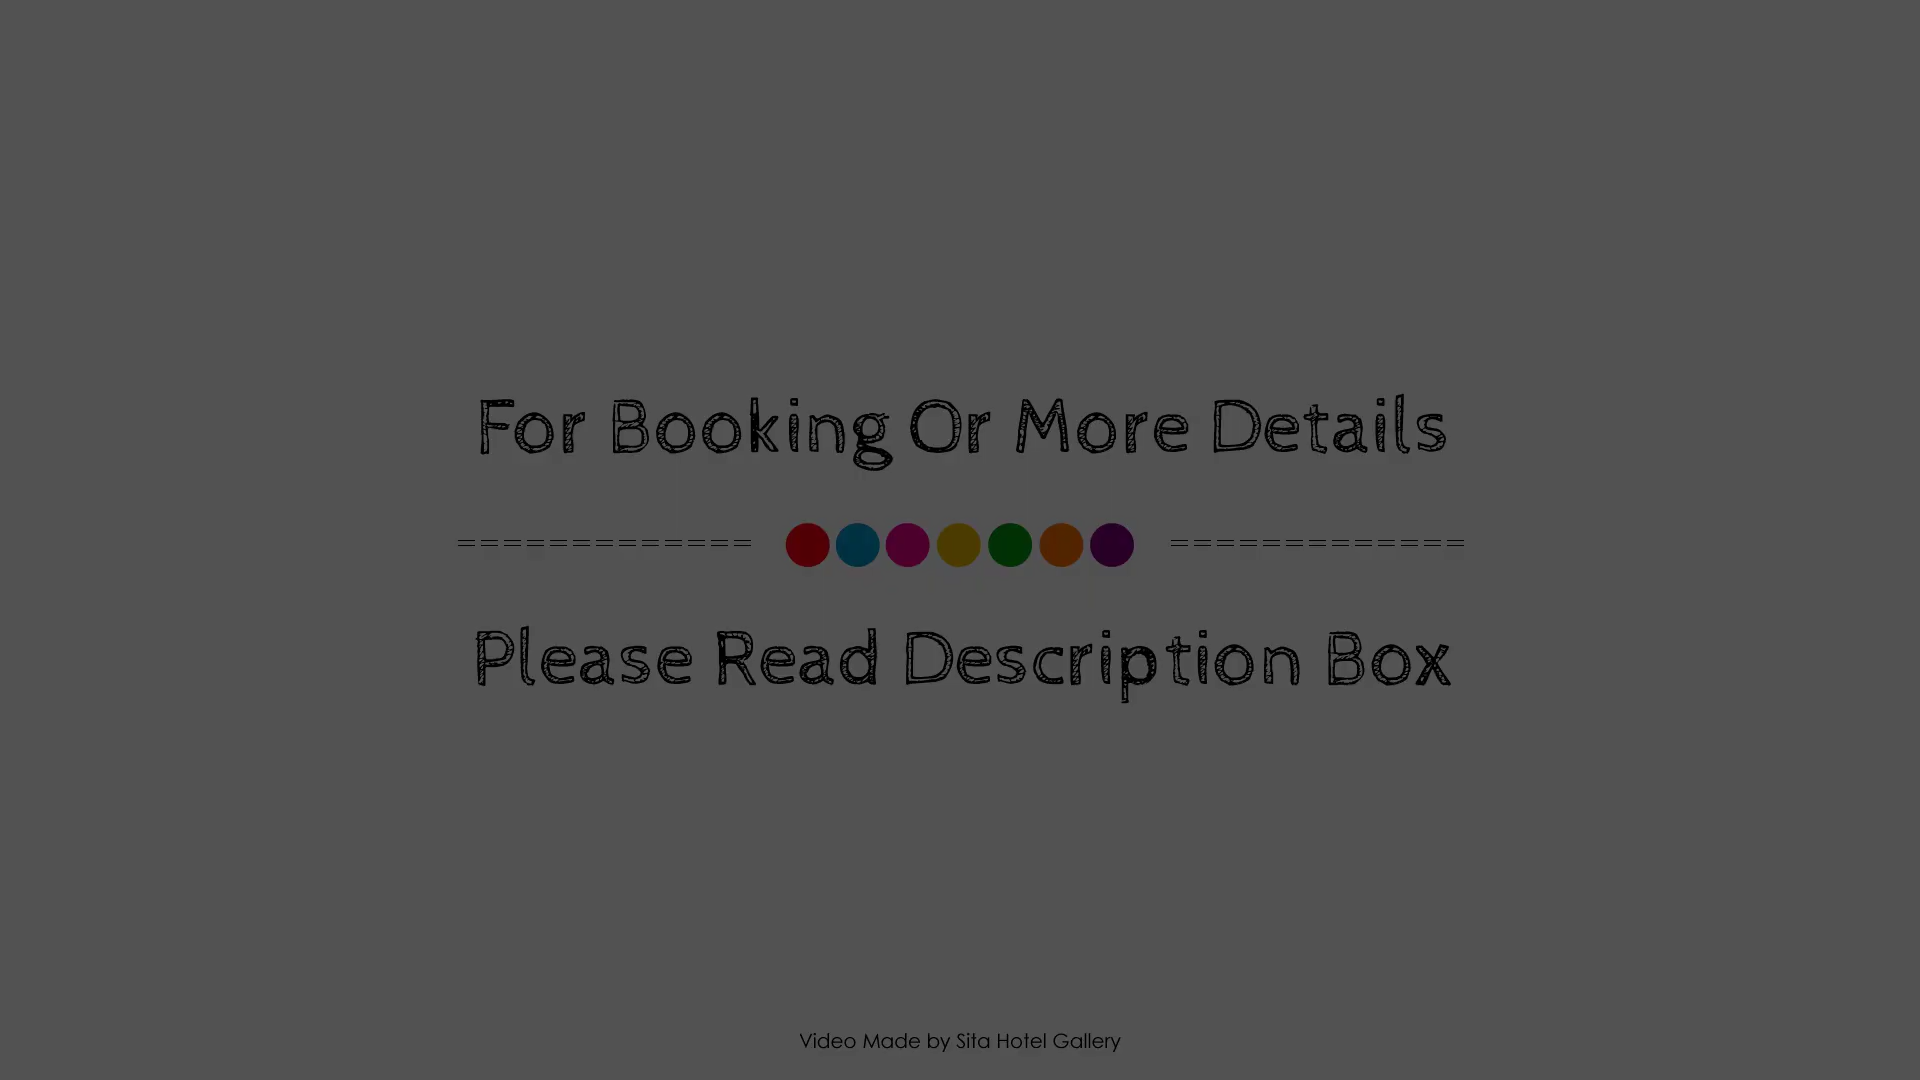 For Booking Or More Details
============= =============
Please Read Description Box
Video Made by Sita Hotel Gallery